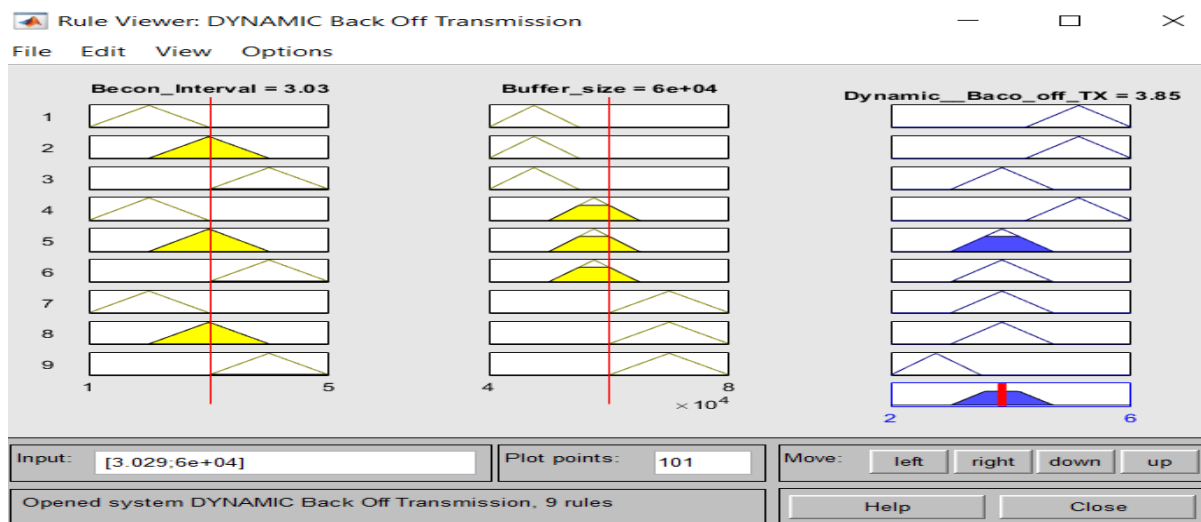 Rule Viewer: DYNAMIC Back Off Transmission
File Edit View Options
Becon_Interval = 3.03
Buffer_size = 6e+04
Dynamic__Baco_off_TX = 3.85
1
2
3
4
5
6
7
8
9
1 5
4 8
× 10⁴
2 6
Input: [3.029;6e+04]
Plot points: 101
Move: left right down up
Opened system DYNAMIC Back Off Transmission, 9 rules
Help Close